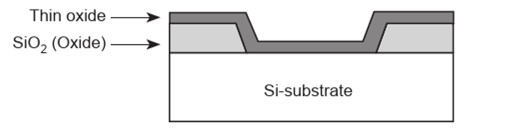 Thin oxide
SiO₂ (Oxide)
Si-substrate